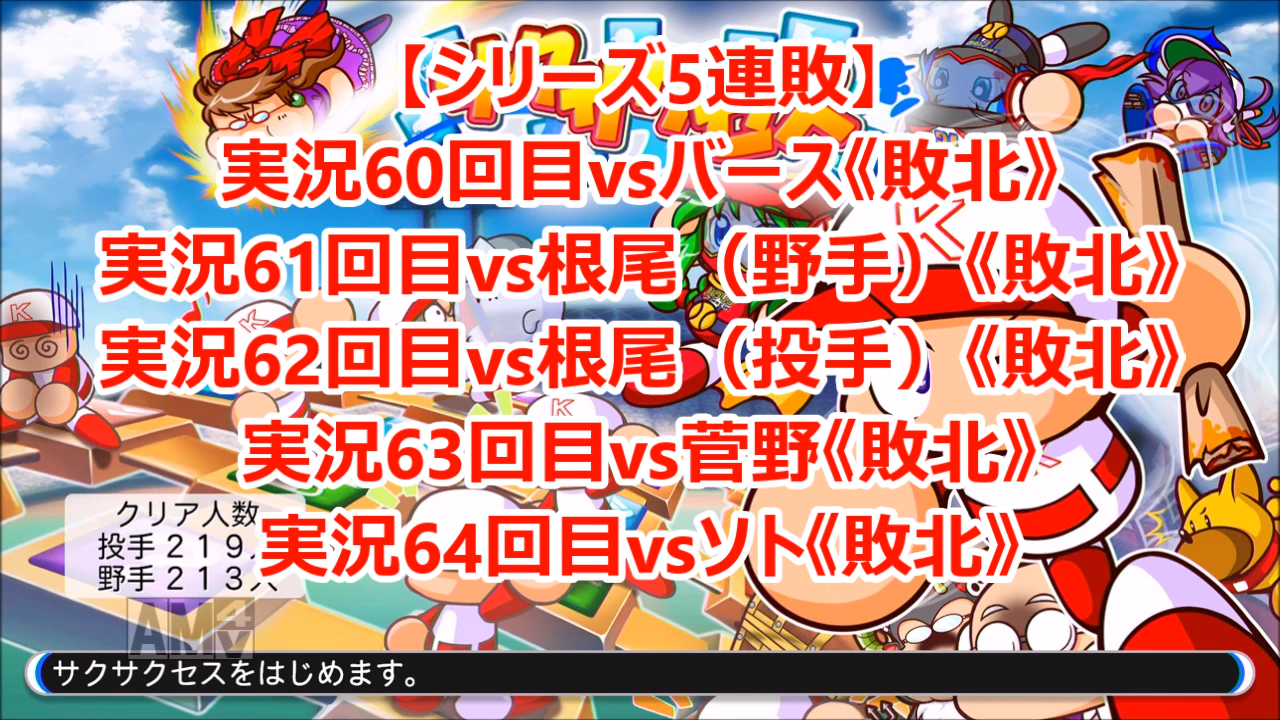 【シリーズ5連敗】
実況60回目vsバース《敗北》
実況61回目vs根尾（野手）《敗北》
実況62回目vs根尾（投手）《敗北》
実況63回目vs菅野《敗北》
実況64回目vsソト《敗北》
クリア人数
投手２１９人
野手２１３人
AM4V
サクサクセスをはじめます。